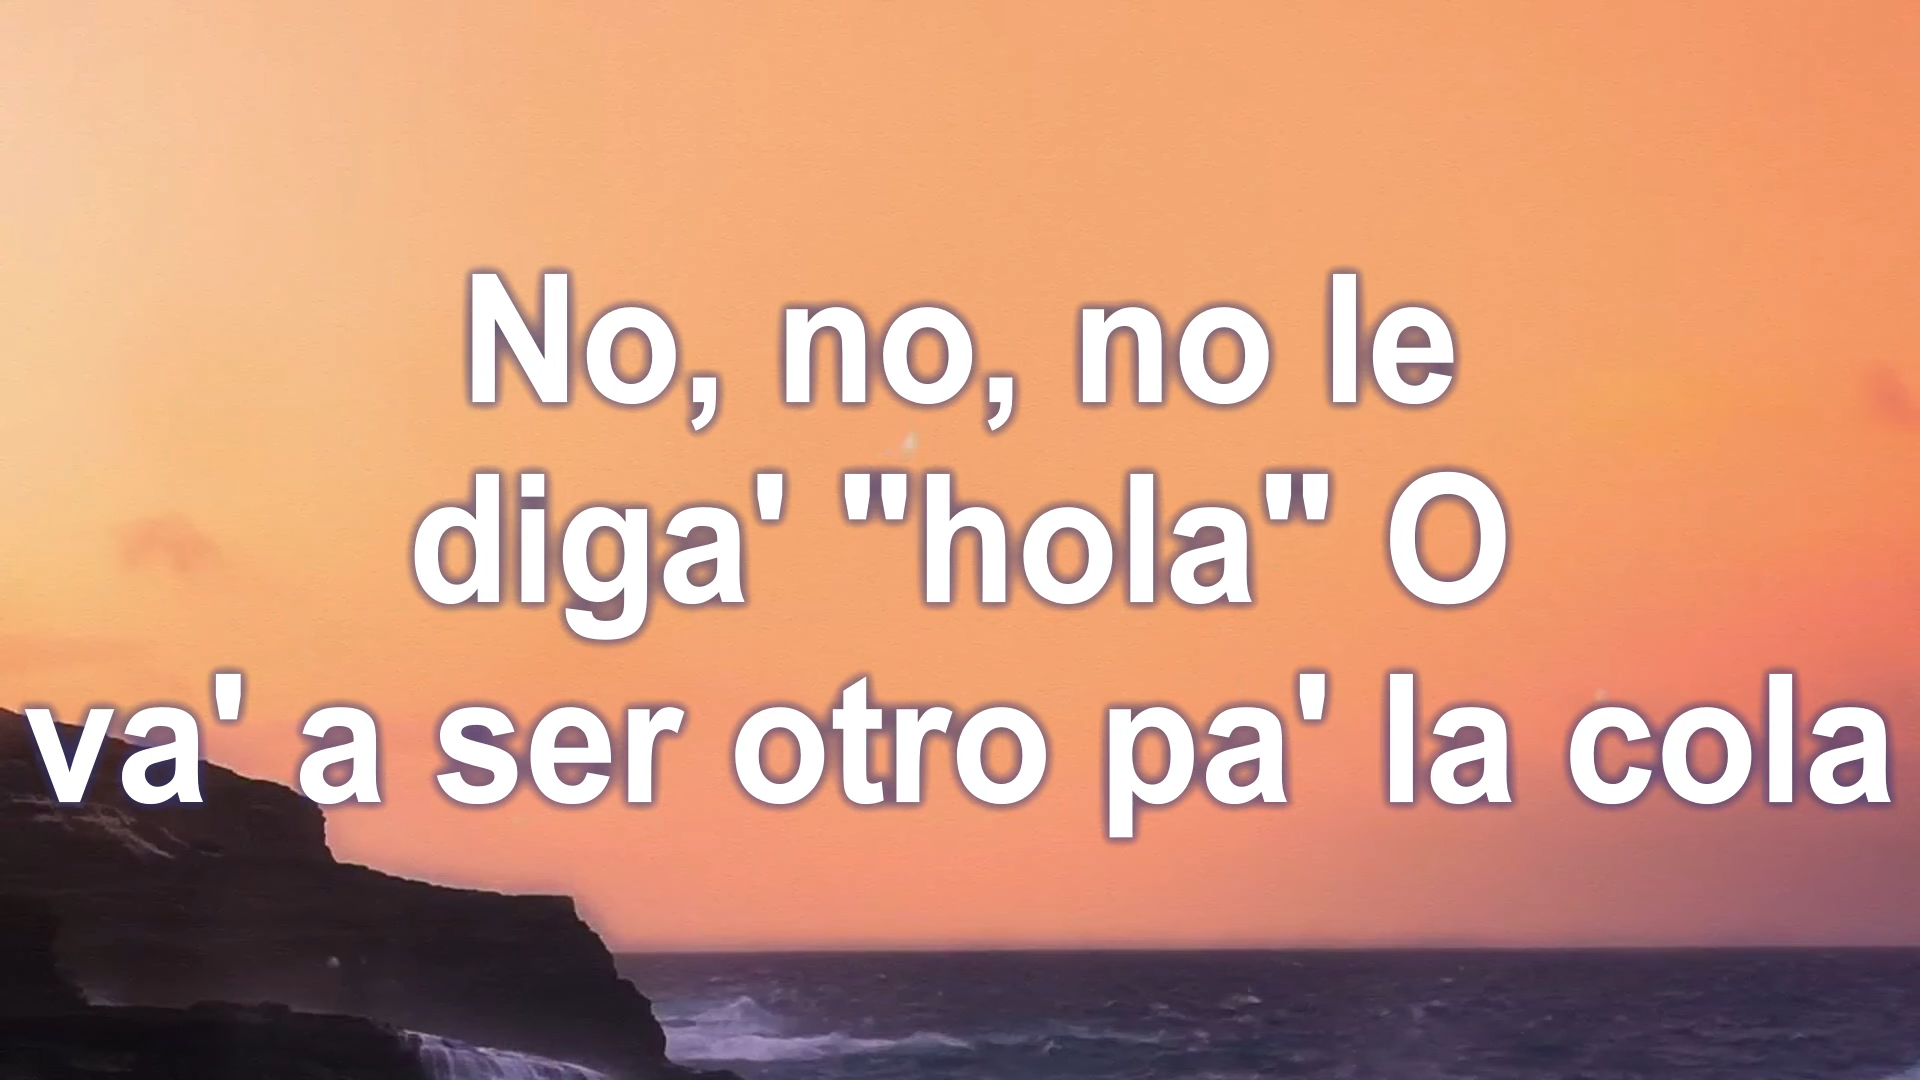 No, no, no le
diga' "hola" O
va' a ser otro pa' la cola